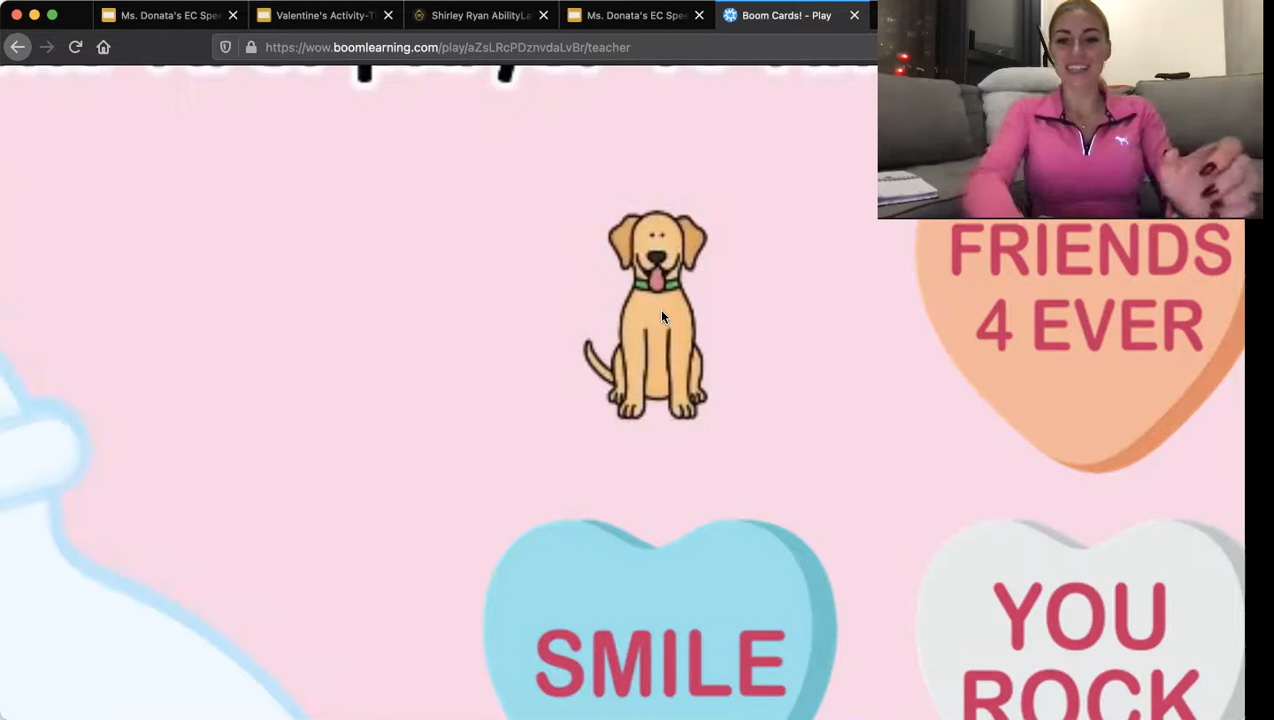 Ms. Donata's EC Spe
Valentine's Activity-T
Shirley Ryan AbilityLa
Ms. Donata's EC Spe
Boom Cards! - Play
https://wow.boomlearning.com/play/aZsLRcPDznvdaLvBr/teacher
FRIENDS
4 EVER
SMILE
YOU
ROCK